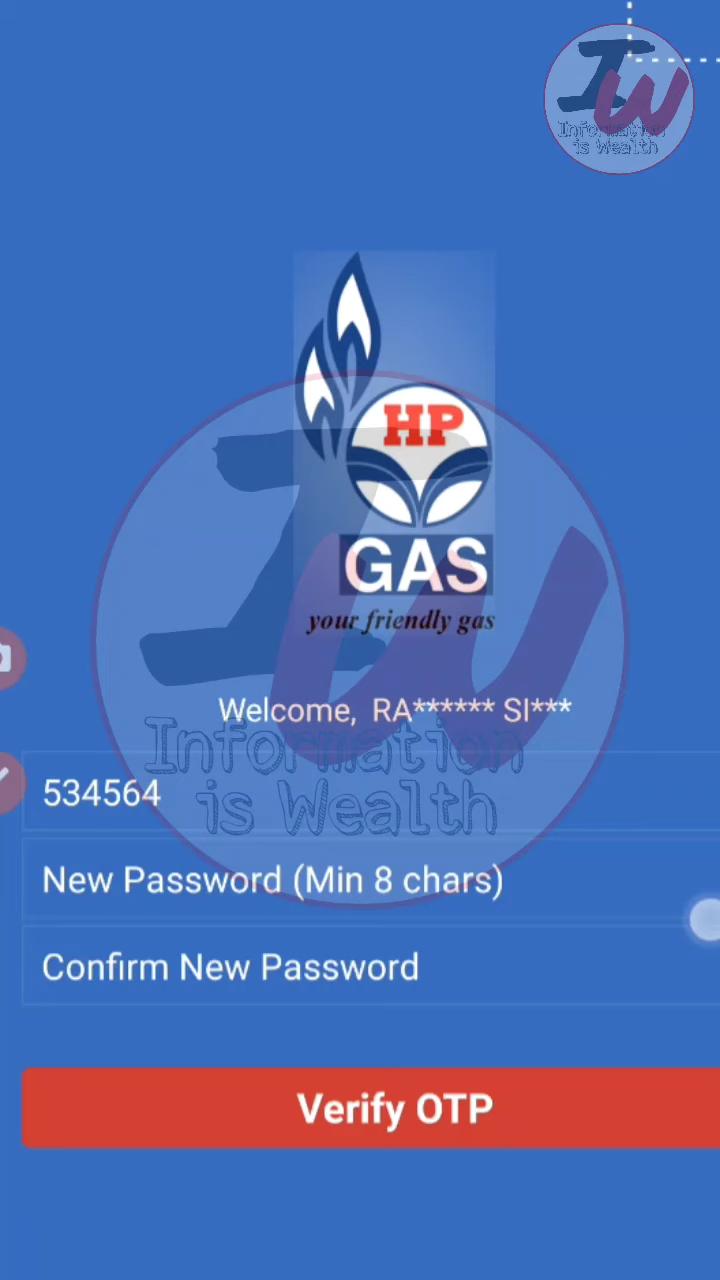 IW
Information
is Wealth
HP
GAS
your friendly gas
Welcome, RA****** SI***
Information
is Wealth
534564
New Password (Min 8 chars)
Confirm New Password
Verify OTP